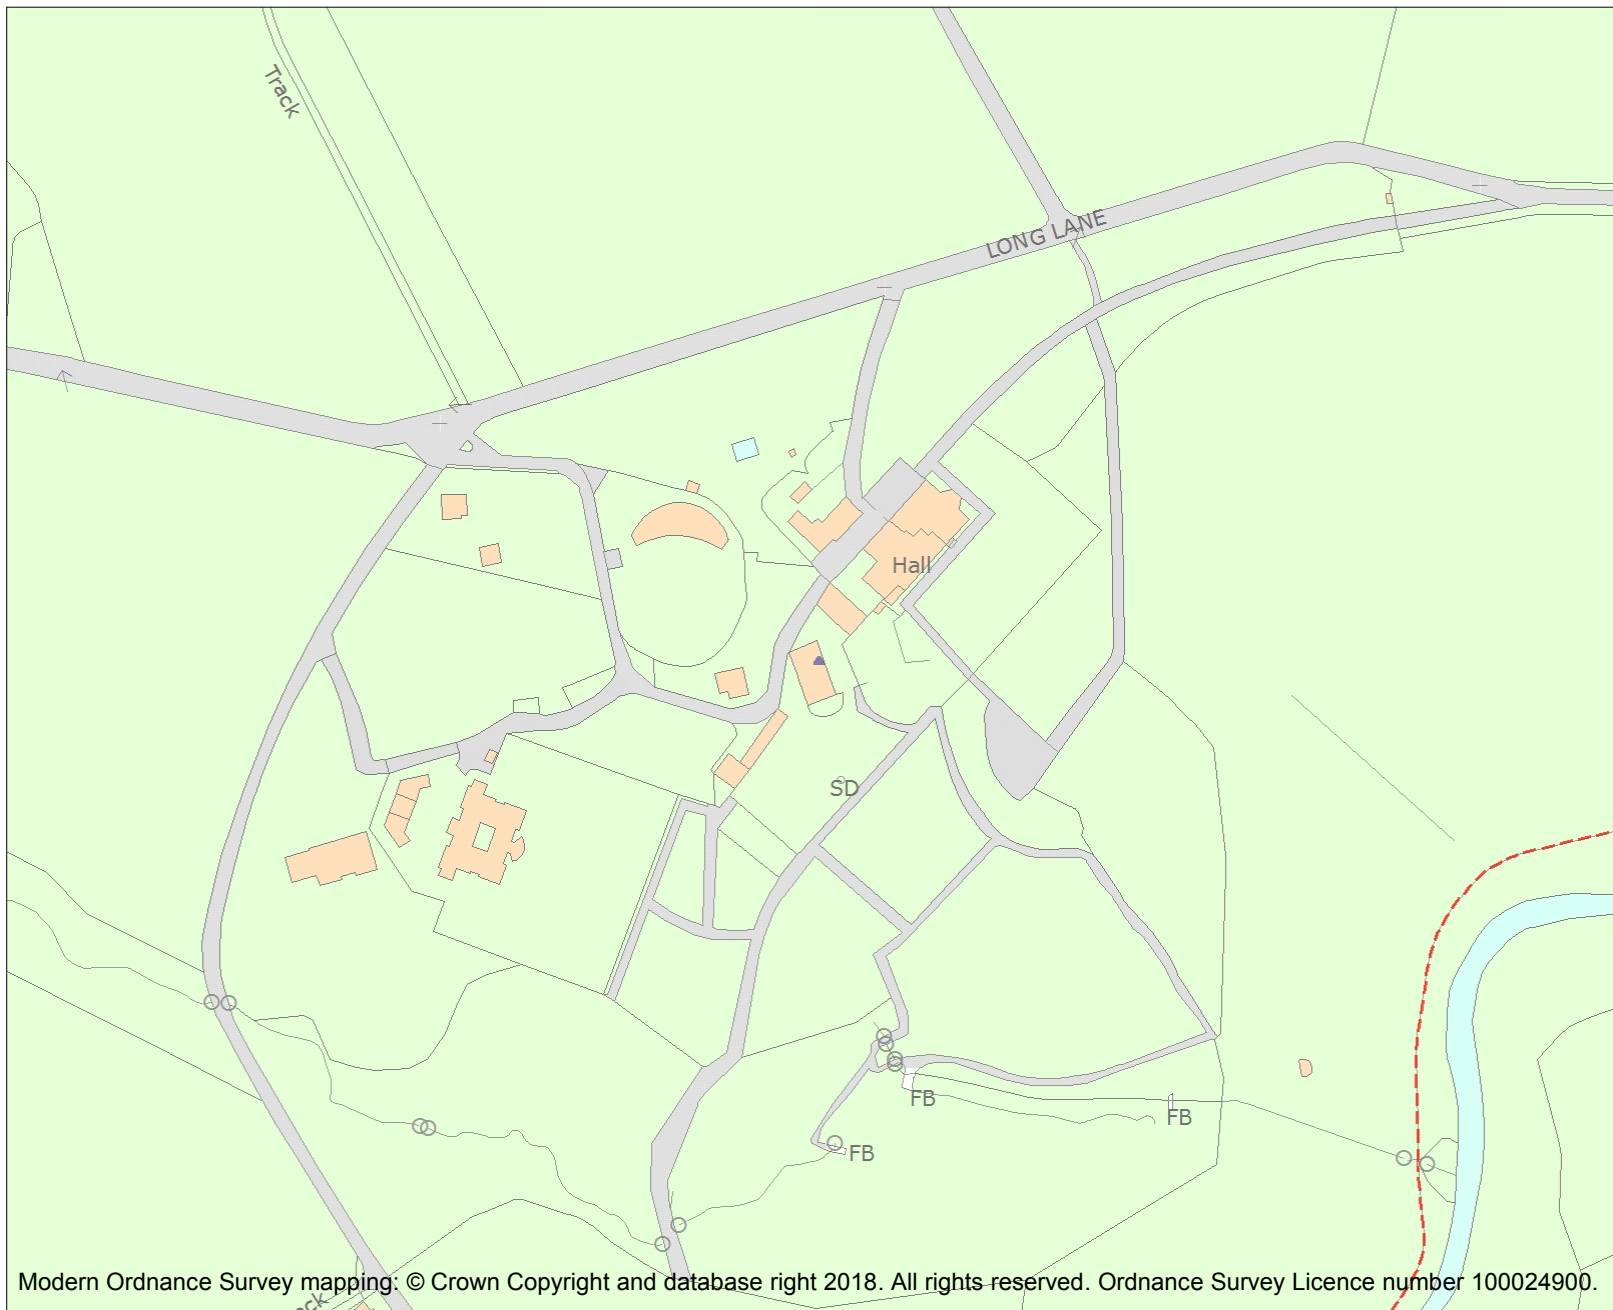 Track
LONG LANE
Hall
SD
FB
FB
FB
Modern Ordnance Survey mapping: © Crown Copyright and database right 2018. All rights reserved. Ordnance Survey Licence number 100024900.